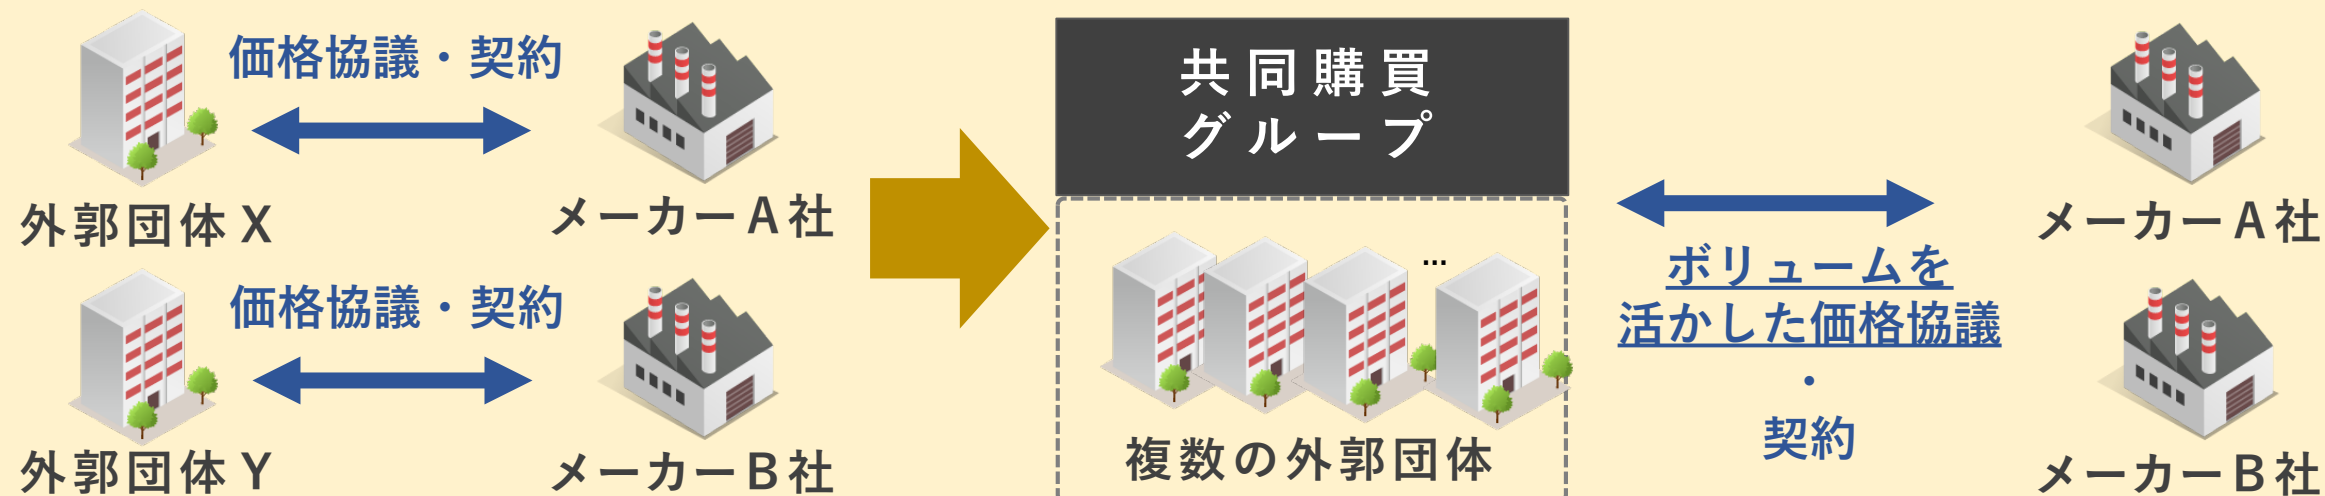 価格協議・契約
外郭団体X
メーカーA社
価格協議・契約
外郭団体Y
メーカーB社
共同購買
グループ
...
複数の外郭団体
ボリュームを
活かした価格協議
・
契約
メーカーA社
メーカーB社